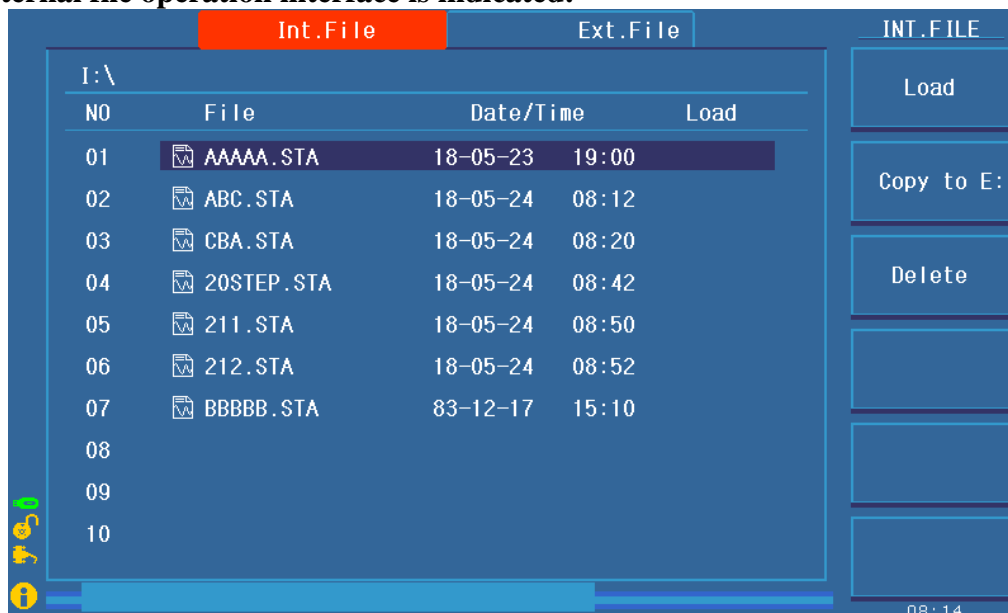 ternal file operation interface is indicated.
Int.File Ext.File INT.FILE
I:\
Load
NO File Date/Time Load
01 AAAAA.STA 18-05-23 19:00
Copy to E:
02 ABC.STA 18-05-24 08:12
03 CBA.STA 18-05-24 08:20
Delete
04 20STEP.STA 18-05-24 08:42
05 211.STA 18-05-24 08:50
06 212.STA 18-05-24 08:52
07 BBBBB.STA 83-12-17 15:10
08
09
10
08:14